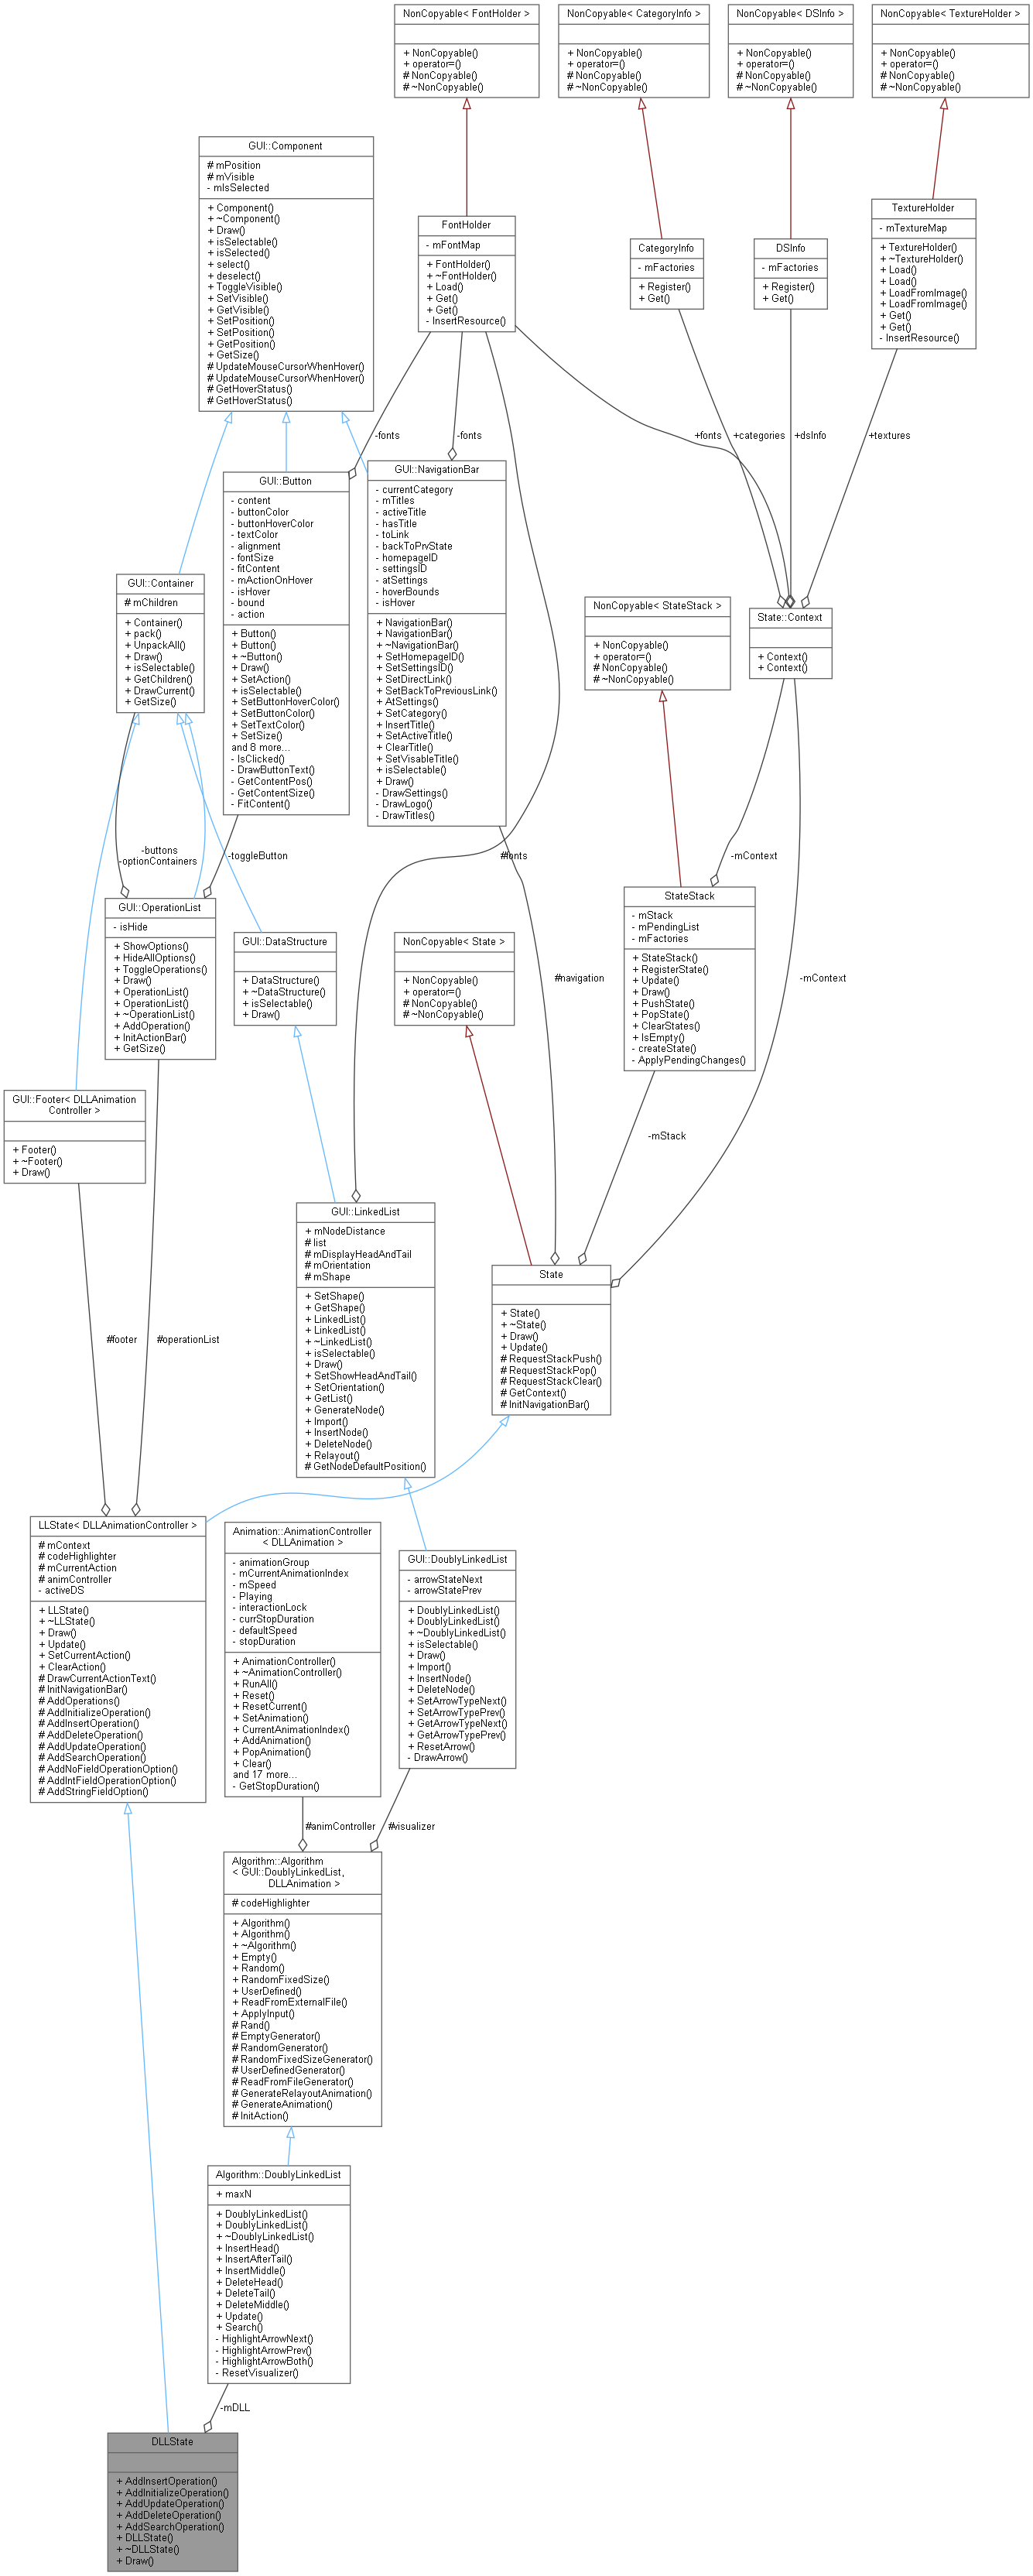 NonCopyable< FontHolder >
+ NonCopyable()
+ operator=()
# NonCopyable()
# ~NonCopyable()
NonCopyable< CategoryInfo >
+ NonCopyable()
+ operator=()
# NonCopyable()
# ~NonCopyable()
NonCopyable< DSInfo >
+ NonCopyable()
+ operator=()
# NonCopyable()
# ~NonCopyable()
NonCopyable< TextureHolder >
+ NonCopyable()
+ operator=()
# NonCopyable()
# ~NonCopyable()
GUI::Component
# mPosition
# mVisible
- mIsSelected
+ Component()
+ ~Component()
+ Draw()
+ isSelectable()
+ isSelected()
+ select()
+ deselect()
+ ToggleVisible()
+ SetVisible()
+ GetVisible()
+ SetPosition()
+ SetPosition()
+ GetPosition()
+ GetSize()
# UpdateMouseCursorWhenHover()
# UpdateMouseCursorWhenHover()
# GetHoverStatus()
# GetHoverStatus()
FontHolder
- mFontMap
+ FontHolder()
+ ~FontHolder()
+ Load()
+ Get()
+ Get()
- InsertResource()
CategoryInfo
- mFactories
+ Register()
+ Get()
DSInfo
- mFactories
+ Register()
+ Get()
TextureHolder
- mTextureMap
+ TextureHolder()
+ ~TextureHolder()
+ Load()
+ Load()
+ LoadFromImage()
+ LoadFromImage()
+ Get()
+ Get()
- InsertResource()
-fonts
-fonts
+fonts
+categories
+dsInfo
+textures
GUI::Button
- content
- buttonColor
- buttonHoverColor
- textColor
- alignment
- fontSize
- fitContent
- mActionOnHover
- isHover
- bound
- action
+ Button()
+ Button()
+ ~Button()
+ Draw()
+ SetAction()
+ isSelectable()
+ SetButtonHoverColor()
+ SetButtonColor()
+ SetTextColor()
+ SetSize()
and 8 more...
- IsClicked()
- DrawButtonText()
- GetContentPos()
- GetContentSize()
- FitContent()
GUI::NavigationBar
- currentCategory
- mTitles
- activeTitle
- hasTitle
- toLink
- backToPrvState
- homepageID
- settingsID
- atSettings
- hoverBounds
- isHover
+ NavigationBar()
+ NavigationBar()
+ ~NavigationBar()
+ SetHomepageID()
+ SetSettingsID()
+ SetDirectLink()
+ SetBackToPreviousLink()
+ AtSettings()
+ SetCategory()
+ InsertTitle()
+ SetActiveTitle()
+ ClearTitle()
+ SetVisableTitle()
+ isSelectable()
+ Draw()
- DrawSettings()
- DrawLogo()
- DrawTitles()
GUI::Container
# mChildren
+ Container()
+ pack()
+ UnpackAll()
+ Draw()
+ isSelectable()
+ GetChildren()
+ DrawCurrent()
+ GetSize()
NonCopyable< StateStack >
+ NonCopyable()
+ operator=()
# NonCopyable()
# ~NonCopyable()
State::Context
+ Context()
+ Context()
-buttons
-optionContainers
-toggleButton
#fonts
-mContext
GUI::OperationList
- isHide
+ ShowOptions()
+ HideAllOptions()
+ ToggleOperations()
+ Draw()
+ OperationList()
+ OperationList()
+ ~OperationList()
+ AddOperation()
+ InitActionBar()
+ GetSize()
GUI::DataStructure
+ DataStructure()
+ ~DataStructure()
+ isSelectable()
+ Draw()
NonCopyable< State >
+ NonCopyable()
+ operator=()
# NonCopyable()
# ~NonCopyable()
StateStack
- mStack
- mPendingList
- mFactories
+ StateStack()
+ RegisterState()
+ Update()
+ Draw()
+ PushState()
+ PopState()
+ ClearStates()
+ IsEmpty()
- createState()
- ApplyPendingChanges()
#navigation
-mContext
GUI::Footer< DLLAnimation
Controller >
+ Footer()
+ ~Footer()
+ Draw()
-mStack
GUI::LinkedList
+ mNodeDistance
# list
# mDisplayHeadAndTail
# mOrientation
# mShape
+ SetShape()
+ GetShape()
+ LinkedList()
+ LinkedList()
+ ~LinkedList()
+ isSelectable()
+ Draw()
+ SetShowHeadAndTail()
+ SetOrientation()
+ GetList()
+ GenerateNode()
+ Import()
+ InsertNode()
+ DeleteNode()
+ Relayout()
# GetNodeDefaultPosition()
State
+ State()
+ ~State()
+ Draw()
+ Update()
# RequestStackPush()
# RequestStackPop()
# RequestStackClear()
# GetContext()
# InitNavigationBar()
#footer
#operationList
LLState< DLLAnimationController >
# mContext
# codeHighlighter
# mCurrentAction
# animController
- activeDS
+ LLState()
+ ~LLState()
+ Draw()
+ Update()
+ SetCurrentAction()
+ ClearAction()
# DrawCurrentActionText()
# InitNavigationBar()
# AddOperations()
# AddInitializeOperation()
# AddInsertOperation()
# AddDeleteOperation()
# AddUpdateOperation()
# AddSearchOperation()
# AddNoFieldOperationOption()
# AddIntFieldOperationOption()
# AddStringFieldOption()
Animation::AnimationController
< DLLAnimation >
- animationGroup
- mCurrentAnimationIndex
- mSpeed
- Playing
- interactionLock
- currStopDuration
- defaultSpeed
- stopDuration
+ AnimationController()
+ ~AnimationController()
+ RunAll()
+ Reset()
+ ResetCurrent()
+ SetAnimation()
+ CurrentAnimationIndex()
+ AddAnimation()
+ PopAnimation()
+ Clear()
and 17 more...
- GetStopDuration()
GUI::DoublyLinkedList
- arrowStateNext
- arrowStatePrev
+ DoublyLinkedList()
+ DoublyLinkedList()
+ ~DoublyLinkedList()
+ isSelectable()
+ Draw()
+ Import()
+ InsertNode()
+ DeleteNode()
+ SetArrowTypeNext()
+ SetArrowTypePrev()
+ GetArrowTypeNext()
+ GetArrowTypePrev()
+ ResetArrow()
- DrawArrow()
#animController
#visualizer
Algorithm::Algorithm
< GUI::DoublyLinkedList,
DLLAnimation >
# codeHighlighter
+ Algorithm()
+ Algorithm()
+ ~Algorithm()
+ Empty()
+ Random()
+ RandomFixedSize()
+ UserDefined()
+ ReadFromExternalFile()
+ ApplyInput()
# Rand()
# EmptyGenerator()
# RandomGenerator()
# RandomFixedSizeGenerator()
# UserDefinedGenerator()
# ReadFromFileGenerator()
# GenerateRelayoutAnimation()
# GenerateAnimation()
# InitAction()
Algorithm::DoublyLinkedList
+ maxN
+ DoublyLinkedList()
+ DoublyLinkedList()
+ ~DoublyLinkedList()
+ InsertHead()
+ InsertAfterTail()
+ InsertMiddle()
+ DeleteHead()
+ DeleteTail()
+ DeleteMiddle()
+ Update()
+ Search()
- HighlightArrowNext()
- HighlightArrowPrev()
- HighlightArrowBoth()
- ResetVisualizer()
-mDLL
DLLState
+ AddInsertOperation()
+ AddInitializeOperation()
+ AddUpdateOperation()
+ AddDeleteOperation()
+ AddSearchOperation()
+ DLLState()
+ ~DLLState()
+ Draw()